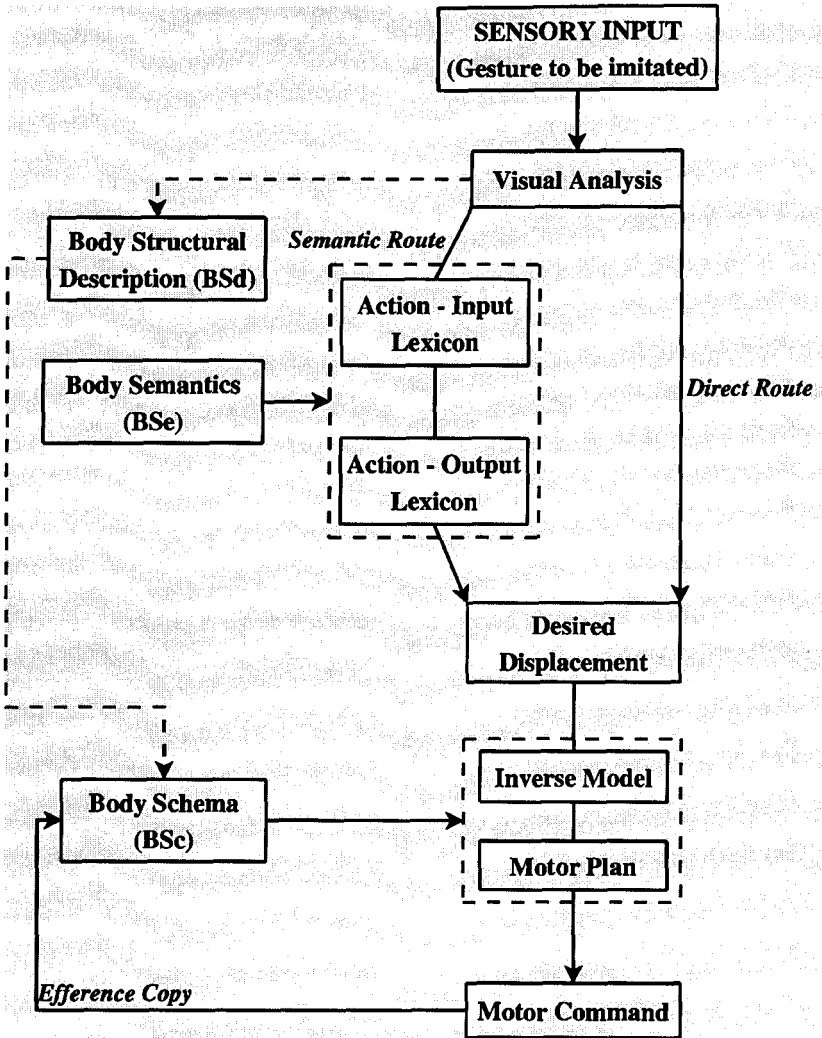 SENSORY INPUT
(Gesture to be imitated)
Visual Analysis
Semantic Route
Body Structural
Description (BSd)
Action - Input
Lexicon
Body Semantics
(BSe)
Direct Route
Action - Output
Lexicon
Desired
Displacement
Inverse Model
Body Schema
(BSc)
Motor Plan
Efference Copy
Motor Command